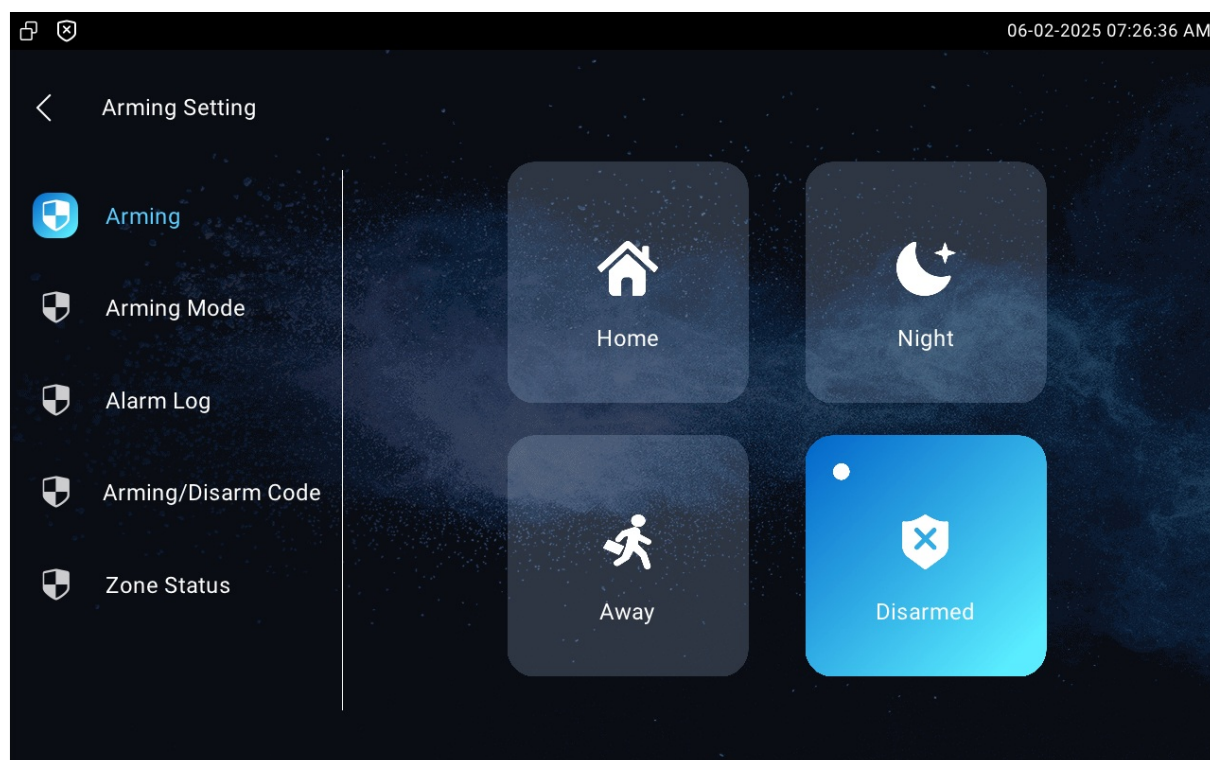 06-02-2025 07:26:36 AM
Arming Setting
Arming
Arming Mode
Alarm Log
Arming/Disarm Code
Zone Status
Home
Night
Away
Disarmed